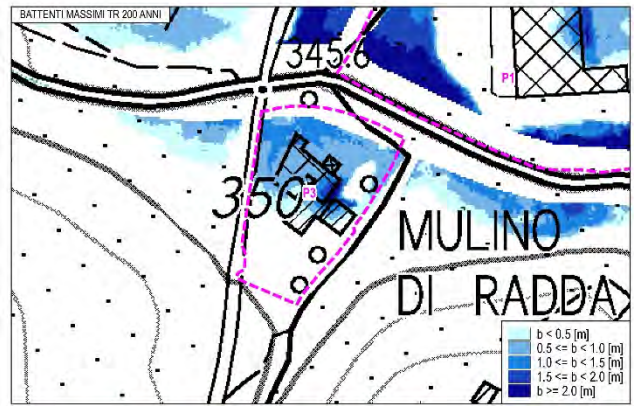 BATTENTI MASSIMI TR 200 ANNI
345.6
P1
350
P3
MULINO
DI RADDA
b < 0.5 [m]
0.5 <= b < 1.0 [m]
1.0 <= b < 1.5 [m]
1.5 <= b < 2.0 [m]
b >= 2.0 [m]